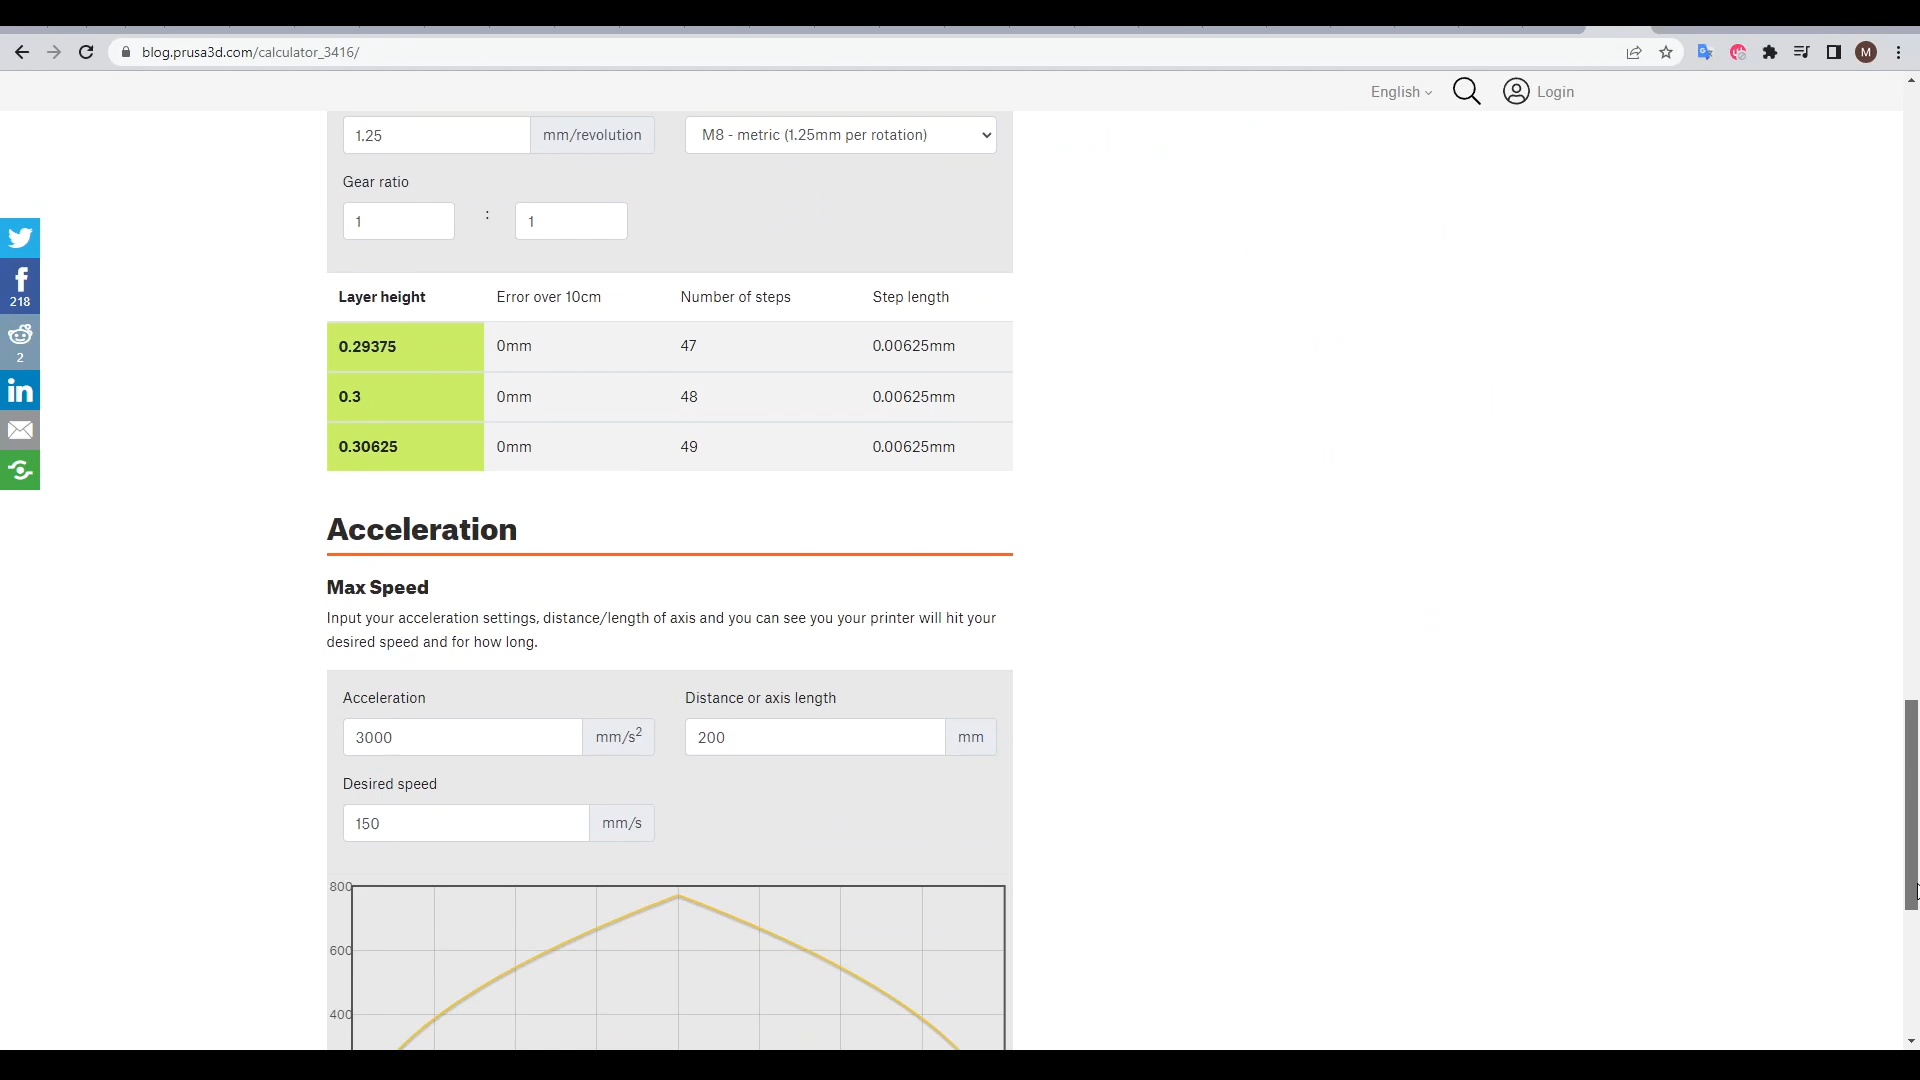 blog.prusa3d.com/calculator_3416/
M
English
Login
1.25 mm/revolution M8 - metric (1.25mm per rotation)
Gear ratio
1 : 1
218
2
in
Layer height Error over 10cm Number of steps Step length
0.29375 0mm 47 0.00625mm
0.3 0mm 48 0.00625mm
0.30625 0mm 49 0.00625mm
Acceleration
Max Speed
Input your acceleration settings, distance/length of axis and you can see you your printer will hit your
desired speed and for how long.
Acceleration Distance or axis length
3000 mm/s² 200 mm
Desired speed
150 mm/s
800
600
400